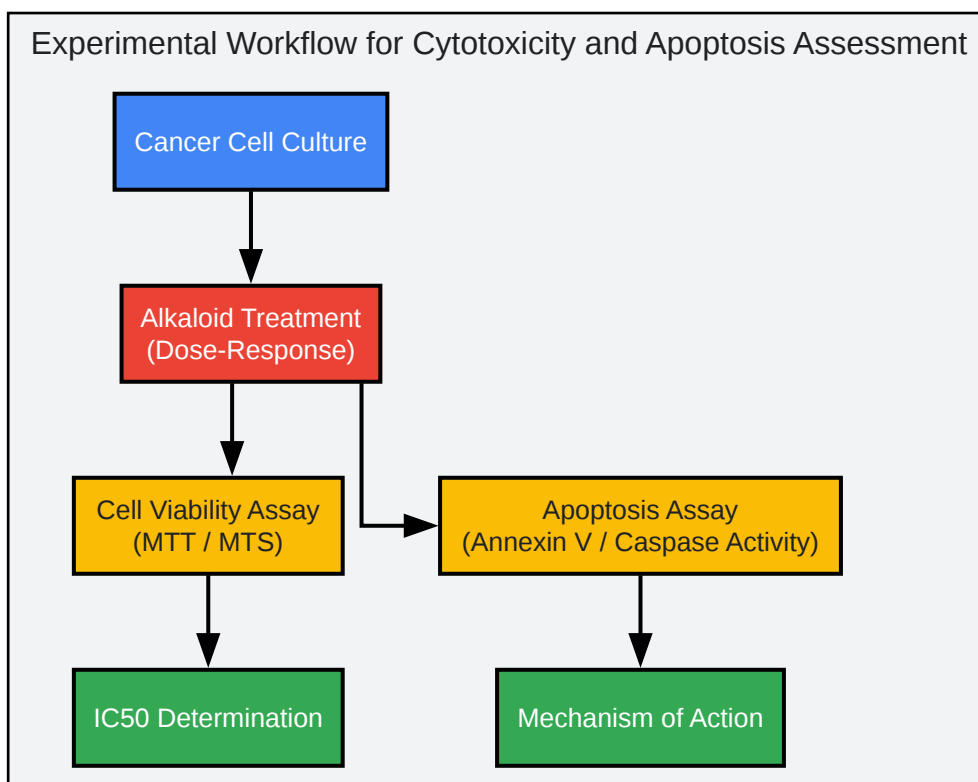 Experimental Workflow for Cytotoxicity and Apoptosis Assessment
Cancer Cell Culture
Alkaloid Treatment
(Dose-Response)
Cell Viability Assay
(MTT / MTS)
Apoptosis Assay
(Annexin V / Caspase Activity)
IC50 Determination
Mechanism of Action